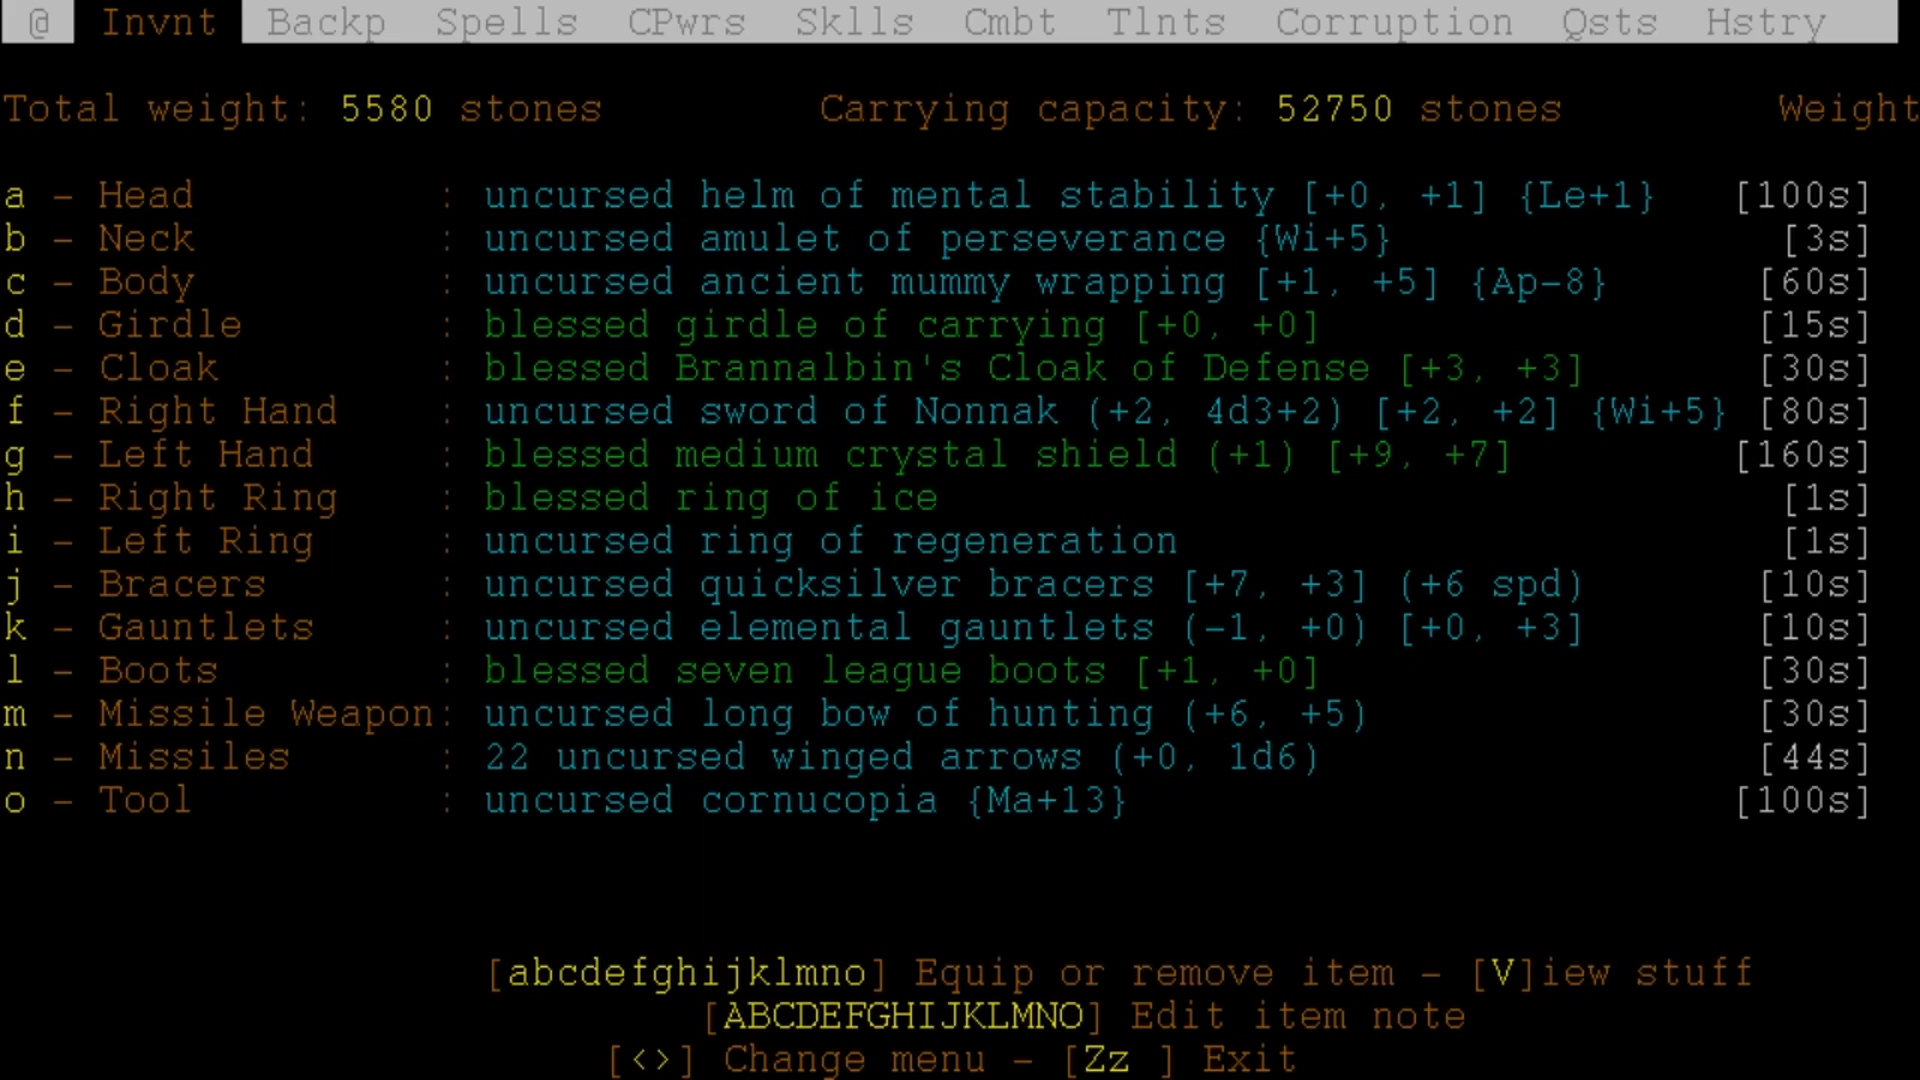 @ Invnt Backp Spells CPwrs Sklls Cmbt Tlnts Corruption Qsts Hstry
Total weight: 5580 stones Carrying capacity: 52750 stones Weight
a - Head : uncursed helm of mental stability [+0, +1] {Le+1} [100s]
b - Neck : uncursed amulet of perseverance {Wi+5} [3s]
c - Body : uncursed ancient mummy wrapping [+1, +5] {Ap-8} [60s]
d - Girdle : blessed girdle of carrying [+0, +0] [15s]
e - Cloak : blessed Brannalbin's Cloak of Defense [+3, +3] [30s]
f - Right Hand : uncursed sword of Nonnak (+2, 4d3+2) [+2, +2] {Wi+5} [80s]
g - Left Hand : blessed medium crystal shield (+1) [+9, +7] [160s]
h - Right Ring : blessed ring of ice [1s]
i - Left Ring : uncursed ring of regeneration [1s]
j - Bracers : uncursed quicksilver bracers [+7, +3] (+6 spd) [10s]
k - Gauntlets : uncursed elemental gauntlets (-1, +0) [+0, +3] [10s]
l - Boots : blessed seven league boots [+1, +0] [30s]
m - Missile Weapon: uncursed long bow of hunting (+6, +5) [30s]
n - Missiles : 22 uncursed winged arrows (+0, 1d6) [44s]
o - Tool : uncursed cornucopia {Ma+13} [100s]
[abcdefghijklmno] Equip or remove item - [V]iew stuff
[ABCDEFGHIJKLMNO] Edit item note
[<>] Change menu - [Zz ] Exit